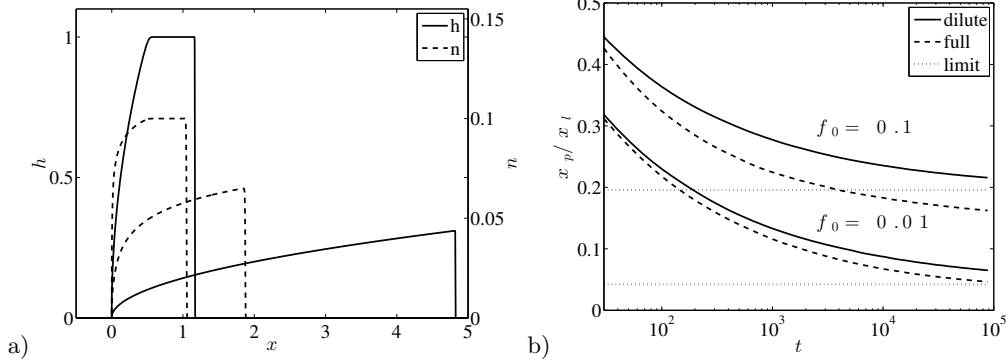 1
0.5
0
h
-0.5 0 1 2 3 4 5
x
0.15
0.1
0.05
0
n
h
n
a)
0.5
0.4
0.3
0.2
0.1
0
x p/ x l
10^2 10^3 10^4 10^5
t
dilute
full
limit
f 0 = 0 .1
f 0 = 0 .0 1
b)